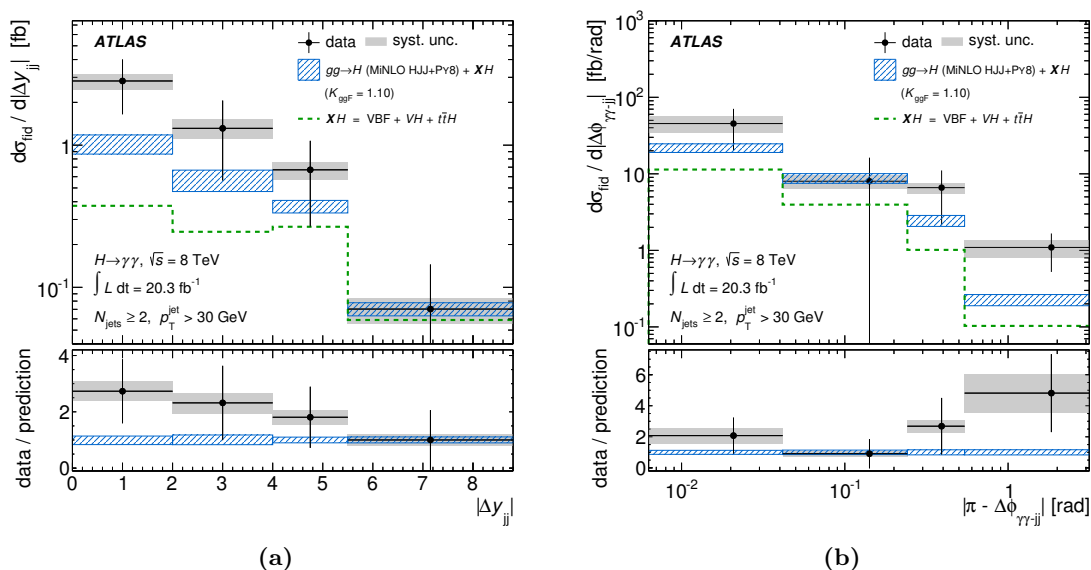 dσfid / d|Δyjj| [fb]
ATLAS
data syst. unc.
gg→H (MiNLO HJJ+PY8) + XH
(KggF = 1.10)
XH = VBF + VH + tt̄H
1
10⁻¹
H→γγ, √s = 8 TeV
∫ L dt = 20.3 fb⁻¹
Njets ≥ 2, pTjet > 30 GeV
data / prediction
4
2
0
0 1 2 3 4 5 6 7 8
|Δyjj|
(a)
dσfid / d|Δϕγγ-jj| [fb/rad]
ATLAS
data syst. unc.
gg→H (MiNLO HJJ+PY8) + XH
(KggF = 1.10)
XH = VBF + VH + tt̄H
10³
10²
10
1
10⁻¹
H→γγ, √s = 8 TeV
∫ L dt = 20.3 fb⁻¹
Njets ≥ 2, pTjet > 30 GeV
data / prediction
6
4
2
0
10⁻² 10⁻¹ 1
|π - Δϕγγ-jj| [rad]
(b)